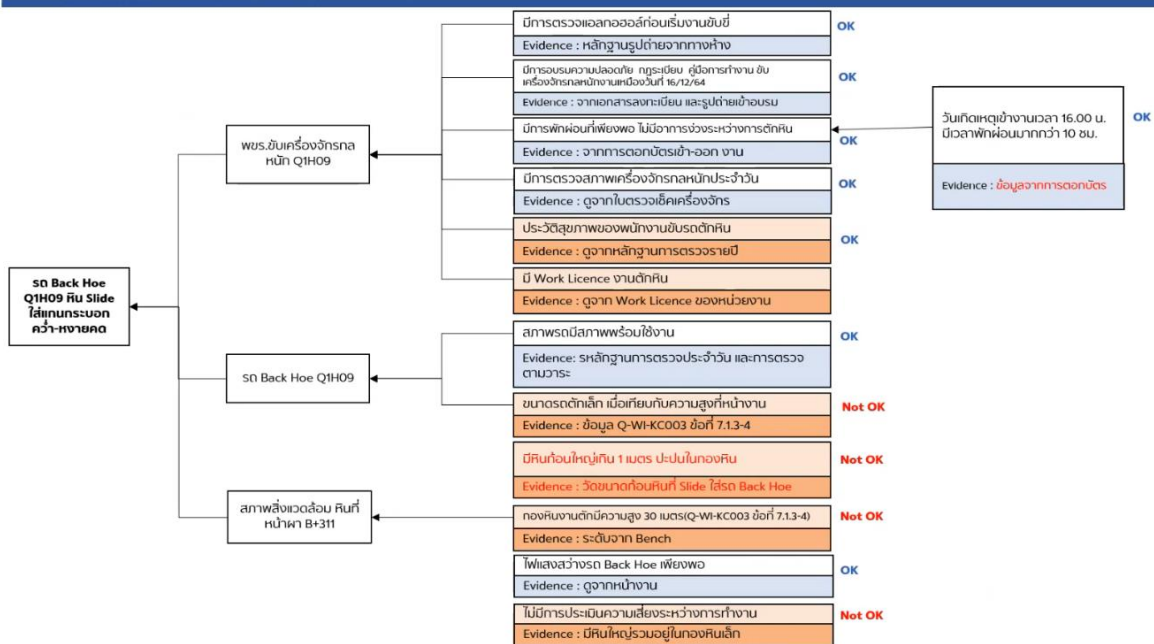 มีการตรวจแอลกอฮอล์ก่อนเริ่มงานขับขี่
OK
Evidence : หลักฐานรูปถ่ายจากทางห้าง
มีการอบรมความปลอดภัย กฎระเบียบ คู่มือการทำงาน ขับ
เครื่องจักรกลหนักงานเหมืองวันที่ 16/12/64
OK
Evidence : จากเอกสารลงทะเบียน และรูปถ่ายเข้าอบรม
พขร.ขับเครื่องจักรกล
หนัก Q1H09
มีการพักผ่อนที่เพียงพอ ไม่มีอาการง่วงระหว่างการตักหิน
OK
Evidence : จากการตอกบัตรเข้า-ออก งาน
วันเกิดเหตุเข้างานเวลา 16.00 น.
มีเวลาพักผ่อนมากกว่า 10 ชม.
OK
Evidence : ข้อมูลจากการตอกบัตร
มีการตรวจสภาพเครื่องจักรกลหนักประจำวัน
OK
Evidence : ดูจากใบตรวจเช็คเครื่องจักร
ประวัติสุขภาพของพนักงานขับรถตักหิน
OK
Evidence : ดูจากหลักฐานการตรวจรายปี
มี Work Licence งานตักหิน
Evidence : ดูจาก Work Licence ของหน่วยงาน
รถ Back Hoe
Q1H09 หิน Slide
ใส่แกนกระบอก
คว่ำ-หงายคด
รถ Back Hoe Q1H09
สภาพรถมีสภาพพร้อมใช้งาน
OK
Evidence: รหลักฐานการตรวจประจำวัน และการตรวจ
ตามวาระ
ขนาดรถตักเล็ก เมื่อเทียบกับความสูงที่หน้างาน
Not OK
Evidence : ข้อมูล Q-WI-KC003 ข้อที่ 7.1.3-4
สภาพสิ่งแวดล้อม หินที่
หน้าผา B+311
มีหินก้อนใหญ่เกิน 1 เมตร ปะปนในกองหิน
Not OK
Evidence : วัดขนาดก้อนหินที่ Slide ใส่รถ Back Hoe
กองหินงานตักมีความสูง 30 เมตร(Q-WI-KC003 ข้อที่ 7.1.3-4)
Not OK
Evidence : ระดับจาก Bench
ไฟแสงสว่างรถ Back Hoe เพียงพอ
OK
Evidence : ดูจากหน้างาน
ไม่มีการประเมินความเสี่ยงระหว่างการทำงาน
Not OK
Evidence : มีหินใหญ่รวมอยู่ในกองหินเล็ก